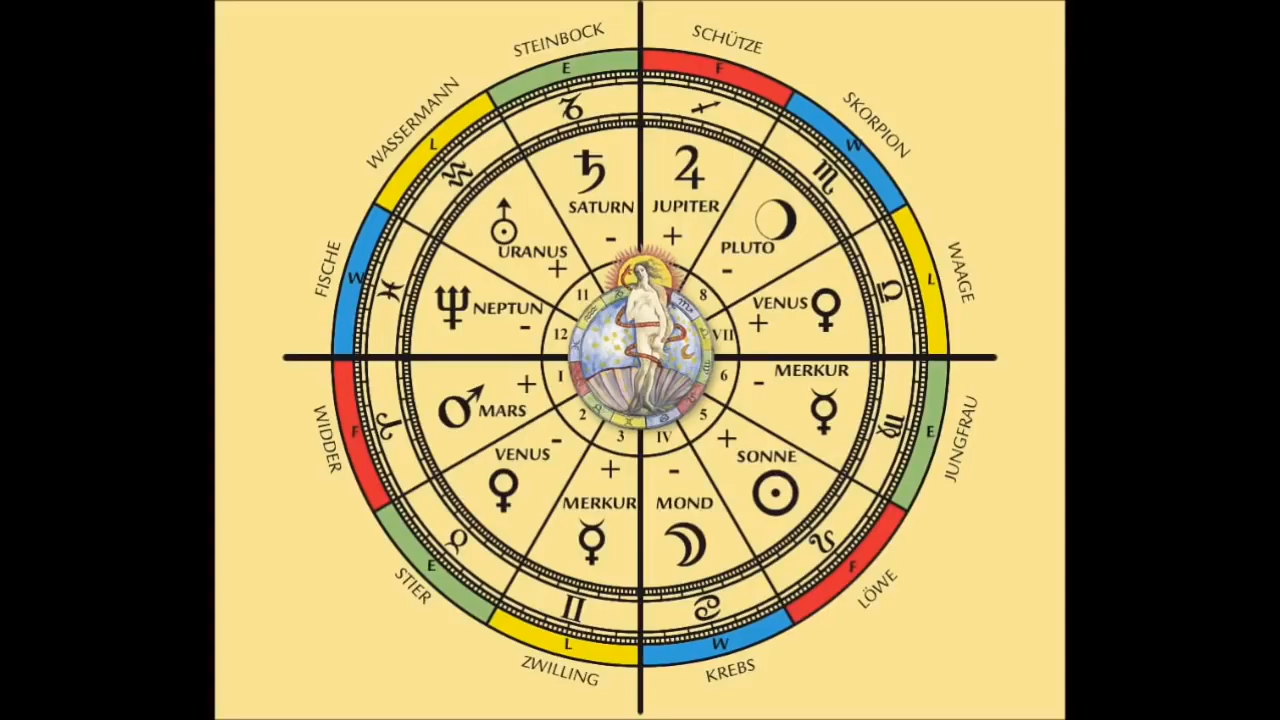 STEINBOCK
SCHÜTZE
E
F
WASSERMANN
SKORPION
L
W
SATURN
JUPITER
-
+
URANUS
+
PLUTO
-
FISCHE
WAAGE
W
L
11
8
NEPTUN
-
VENUS
+
12
VII
1
6
+
MARS
-
MERKUR
WIDDER
JUNGFRAU
F
E
2
5
3
IV
-
VENUS
+
SONNE
+
MERKUR
-
MOND
STIER
LÖWE
E
F
L
W
ZWILLING
KREBS